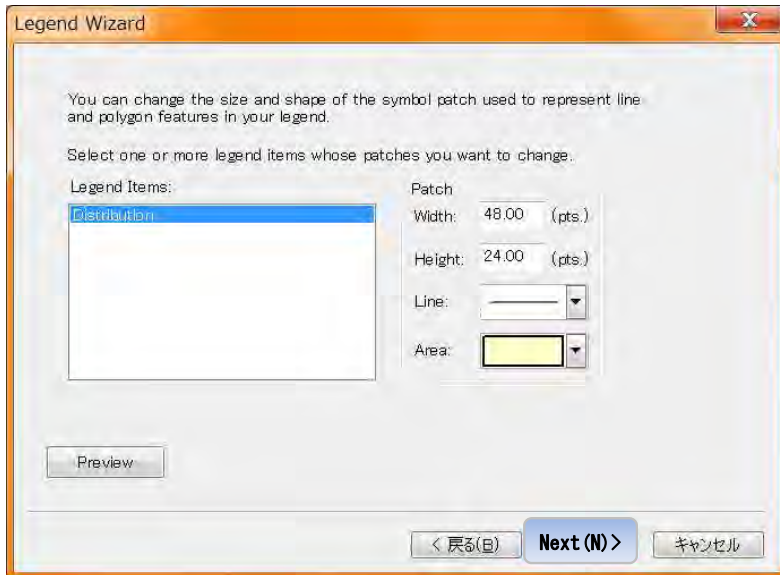 Legend Wizard
You can change the size and shape of the symbol patch used to represent line
and polygon features in your legend.
Select one or more legend items whose patches you want to change.
Legend Items:
Distribution
Patch
Width: 48.00 (pts.)
Height: 24.00 (pts.)
Line:
Area:
Preview
< 戻る(B) Next(N)> キャンセル